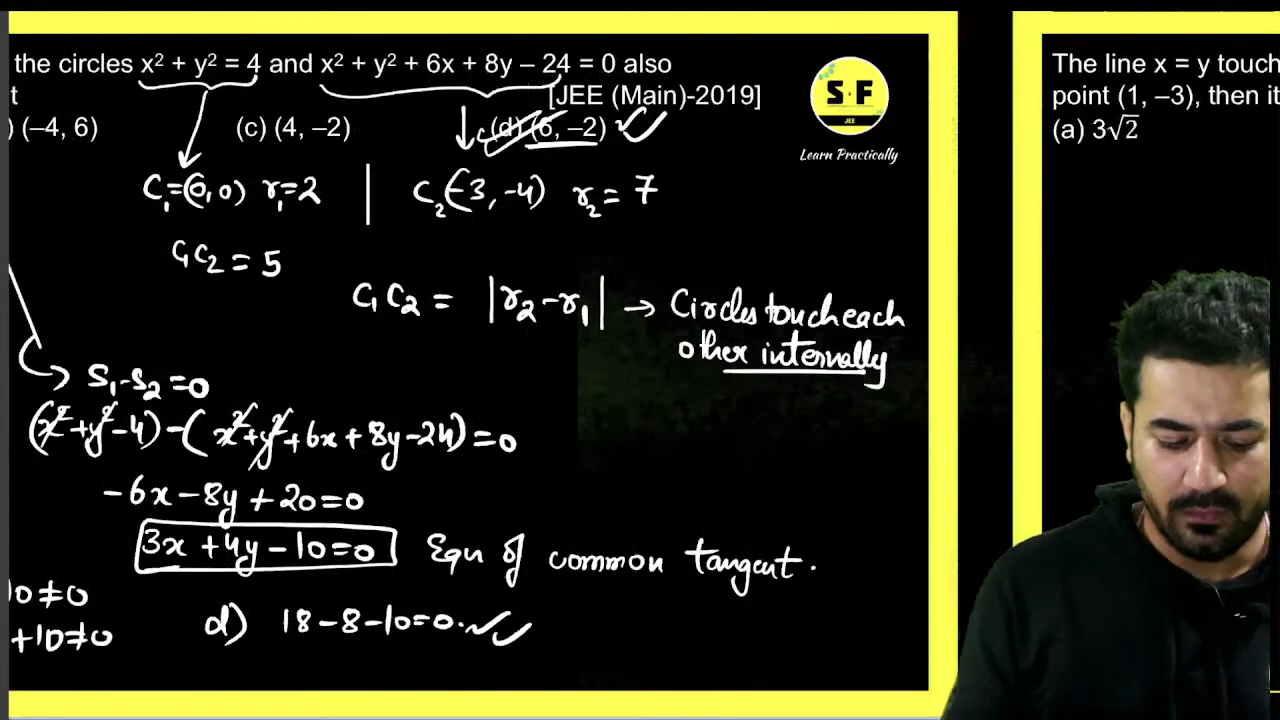 the circles x² + y² = 4 and x² + y² + 6x + 8y – 24 = 0 also
t
[JEE (Main)-2019]
) (–4, 6) (c) (4, –2) (d) (6, –2)
C₁=(0,0) r₁=2 | C₂(-3, -4) r₂ = 7
C₁C₂ = 5
C₁C₂ = |r₂-r₁| → Circles touch each
other internally
S₁-S₂=0
(x²+y²-4)-(x²+y²+6x+8y-24)=0
-6x-8y+20=0
3x+4y-10=0 Equn of common tangent.
10≠0
+10≠0
d) 18-8-10=0.
S F
JEE
Learn Practically
The line x = y touch
point (1, –3), then it
(a) 3√2